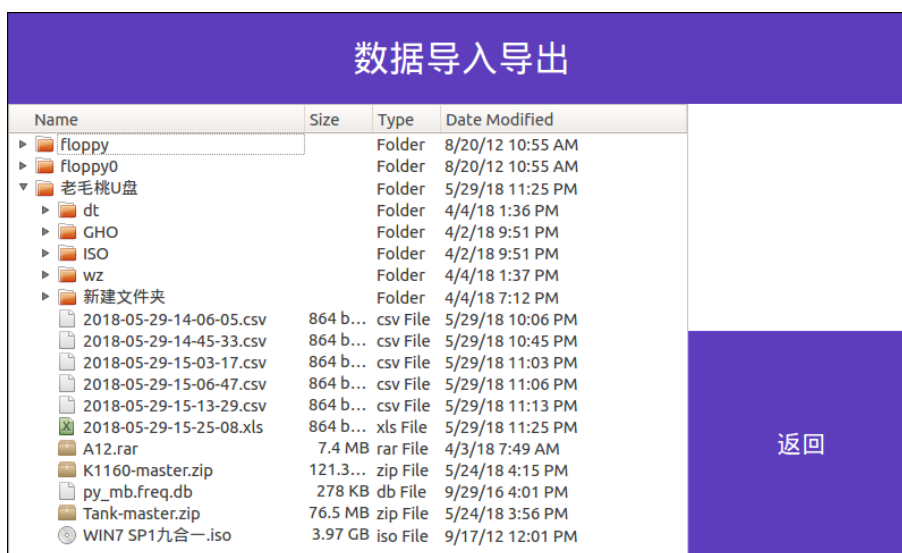 数据导入导出
Name Size Type Date Modified
floppy Folder 8/20/12 10:55 AM
floppy0 Folder 8/20/12 10:55 AM
老毛桃U盘 Folder 5/29/18 11:25 PM
dt Folder 4/4/18 1:36 PM
GHO Folder 4/2/18 9:51 PM
ISO Folder 4/2/18 9:51 PM
wz Folder 4/4/18 1:37 PM
新建文件夹 Folder 4/4/18 7:12 PM
2018-05-29-14-06-05.csv 864 b... csv File 5/29/18 10:06 PM
2018-05-29-14-45-33.csv 864 b... csv File 5/29/18 10:45 PM
2018-05-29-15-03-17.csv 864 b... csv File 5/29/18 11:03 PM
2018-05-29-15-06-47.csv 864 b... csv File 5/29/18 11:06 PM
2018-05-29-15-13-29.csv 864 b... csv File 5/29/18 11:13 PM
2018-05-29-15-25-08.xls 864 b... xls File 5/29/18 11:25 PM
A12.rar 7.4 MB rar File 4/3/18 7:49 AM
K1160-master.zip 121.3... zip File 5/24/18 4:15 PM
py_mb.freq.db 278 KB db File 9/29/16 4:01 PM
Tank-master.zip 76.5 MB zip File 5/24/18 3:56 PM
WIN7 SP1九合一.iso 3.97 GB iso File 9/17/12 12:01 PM
返回